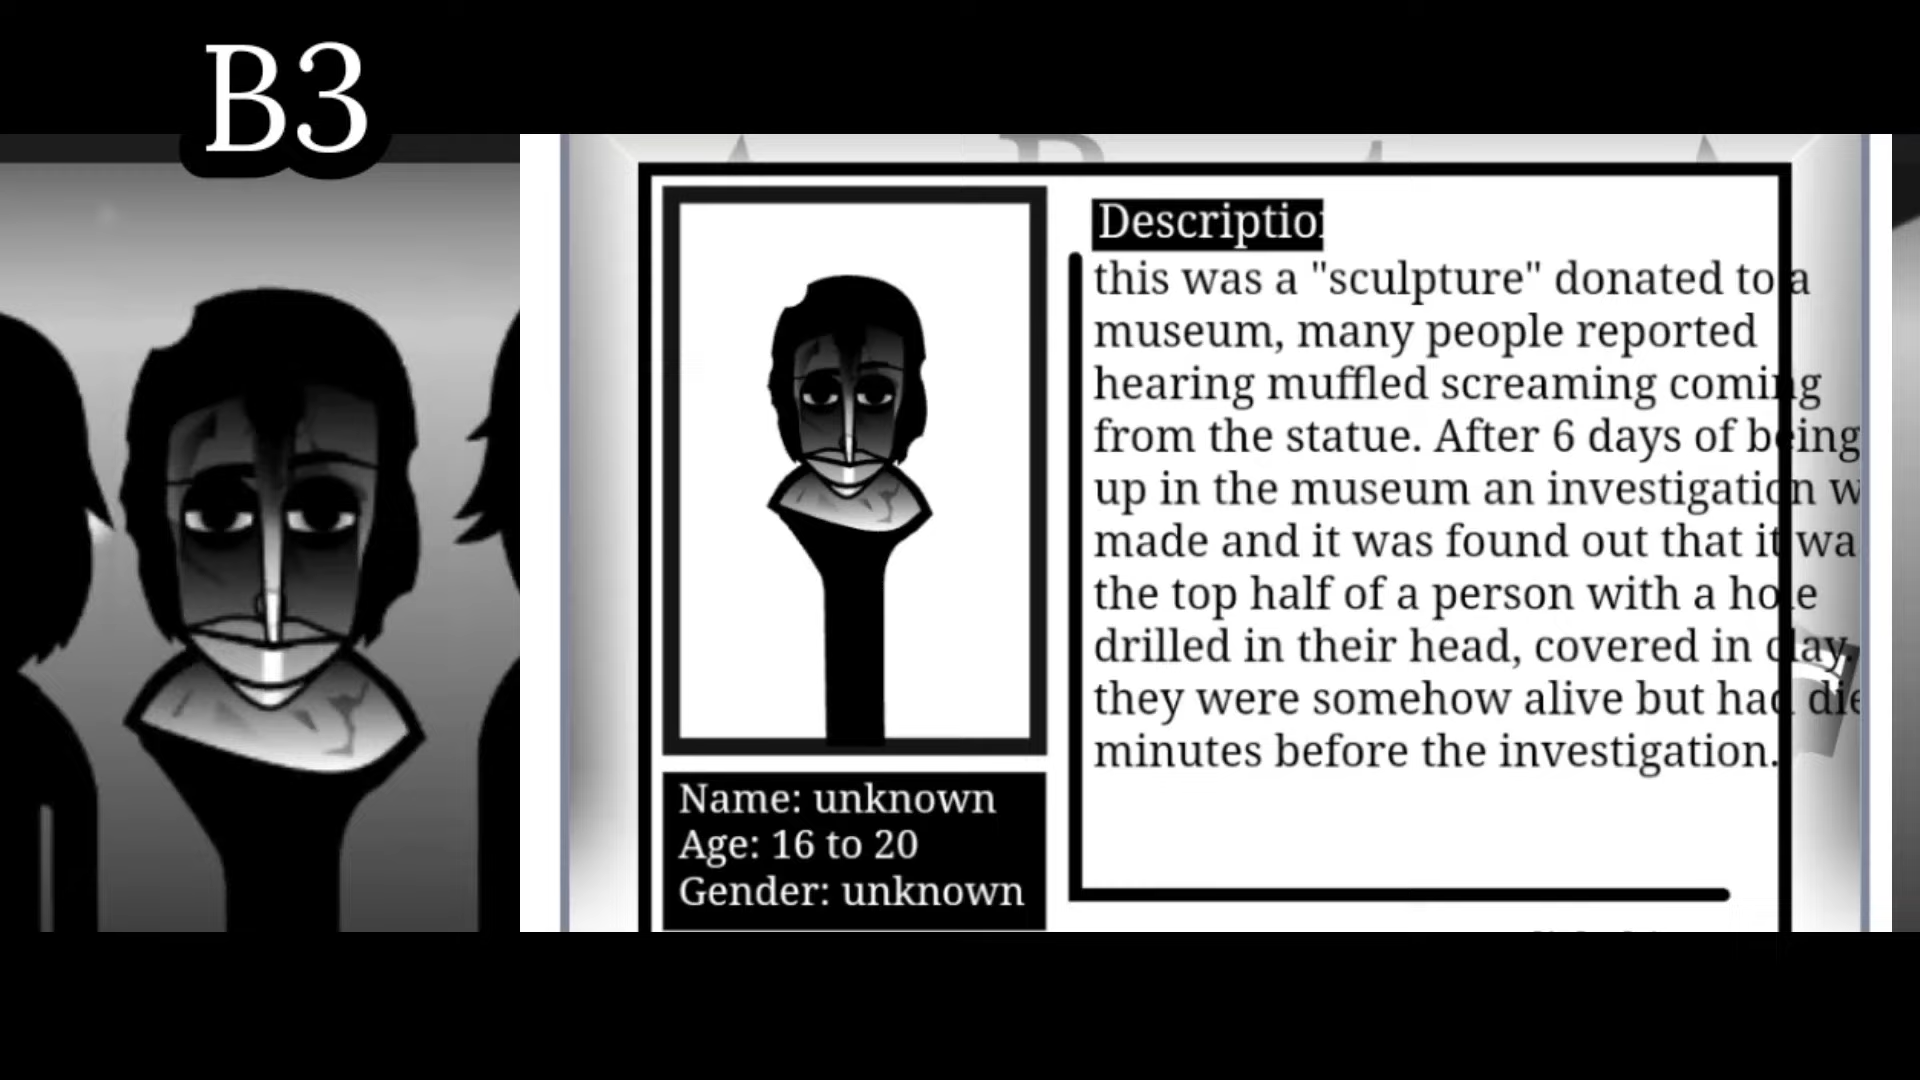 B3
Description
this was a "sculpture" donated to a
museum, many people reported
hearing muffled screaming coming
from the statue. After 6 days of being
up in the museum an investigation w
made and it was found out that it wa
the top half of a person with a hole
drilled in their head, covered in clay.
they were somehow alive but had die
minutes before the investigation.
Name: unknown
Age: 16 to 20
Gender: unknown